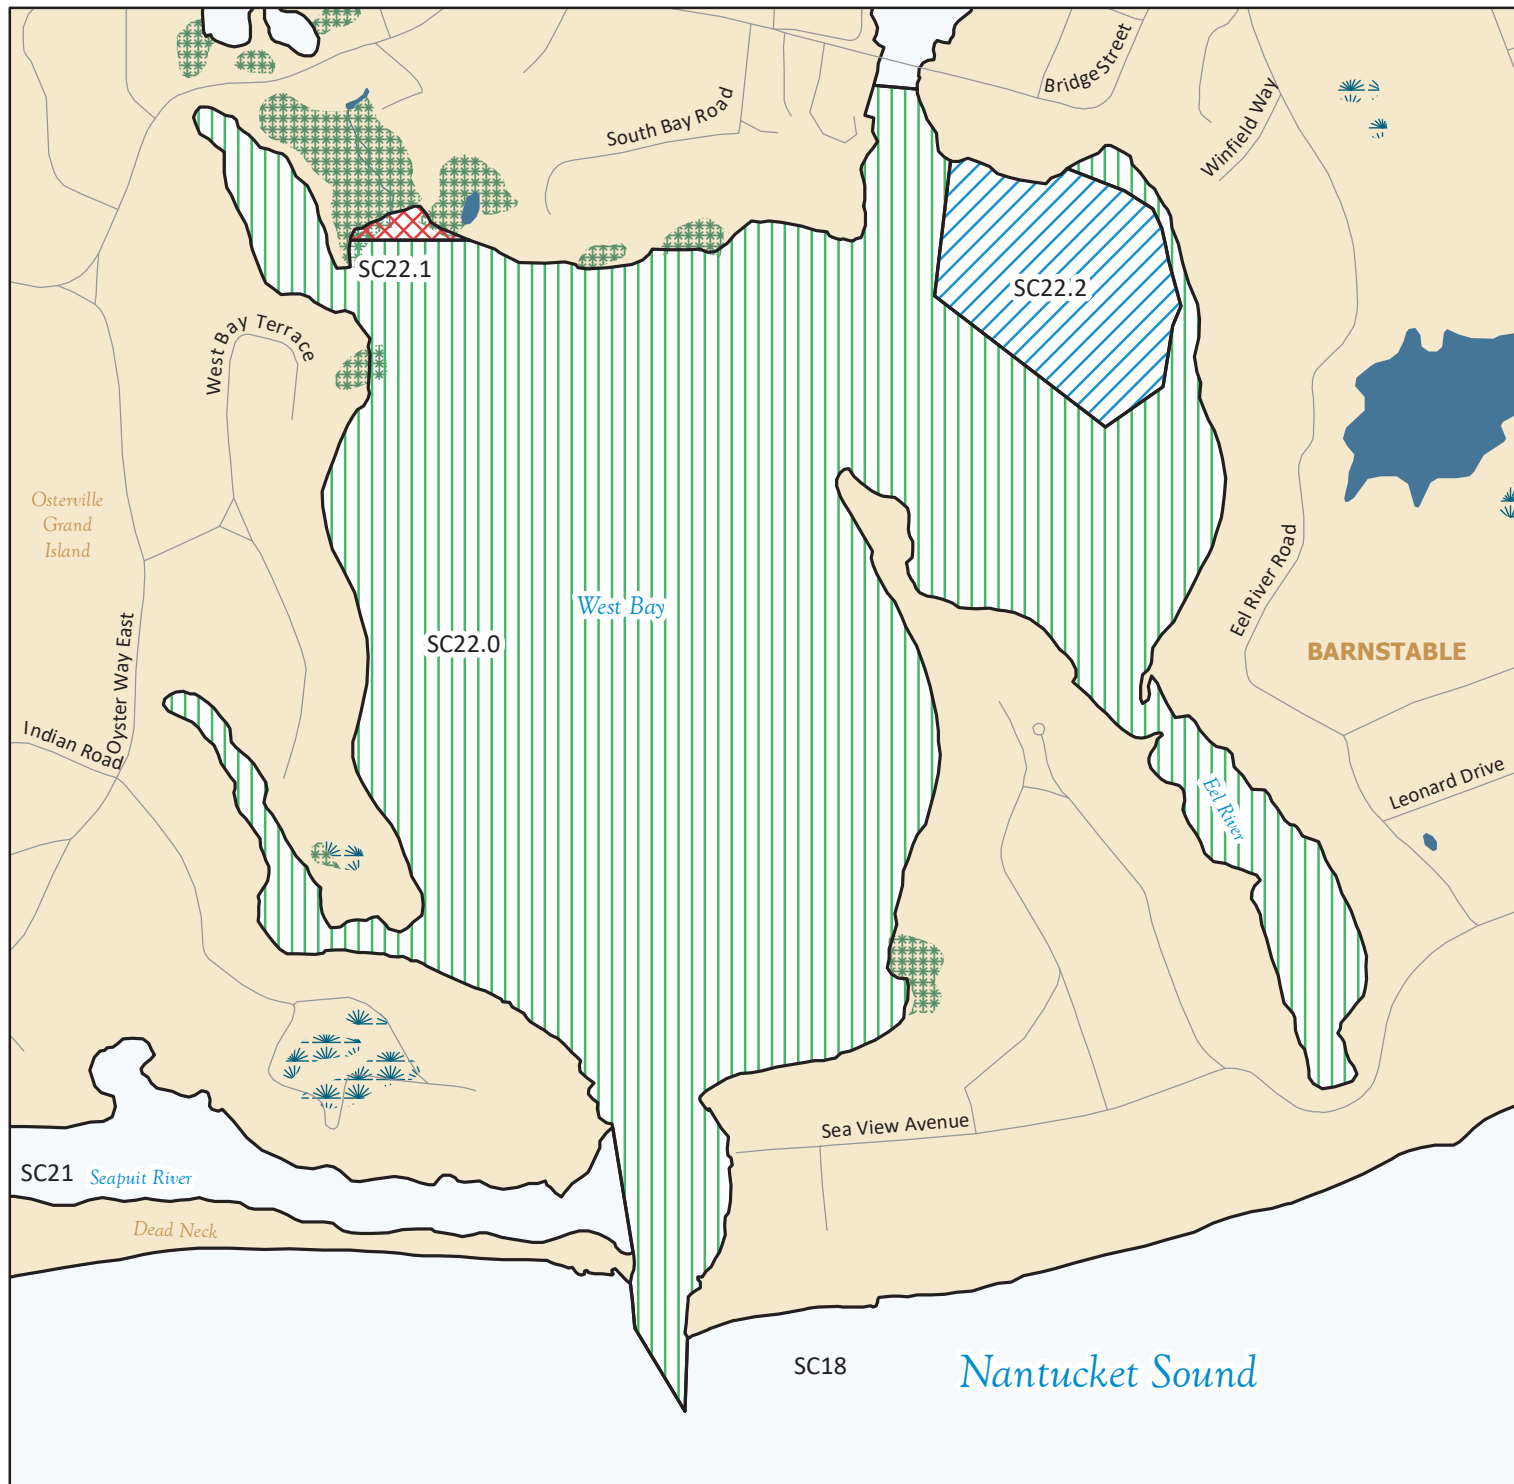 Bridge Street
South Bay Road
Winfield Way
SC22.1
SC22.2
West Bay Terrace
Osterville
Grand
Island
Eel River Road
West Bay
SC22.0
BARNSTABLE
Oyster Way East
Indian Road
Leonard Drive
Eel River
Sea View Avenue
SC21
Seapuit River
Dead Neck
SC18
Nantucket Sound